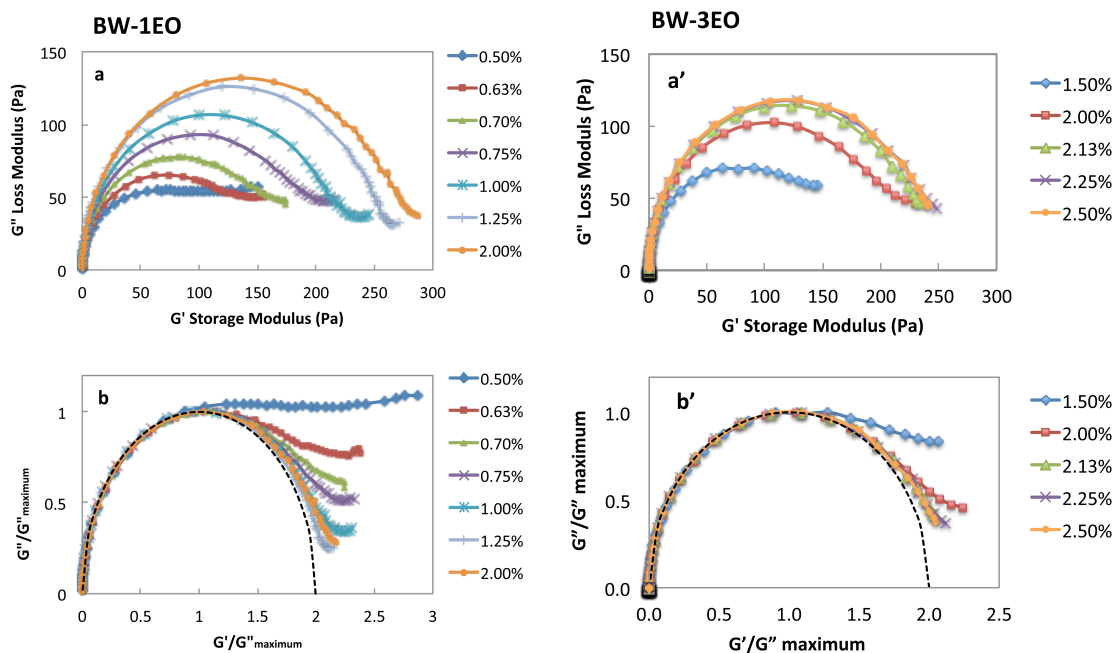 BW-1EO
a
G" Loss Modulus (Pa)
150
100
50
0
0 50 100 150 200 250 300
G' Storage Modulus (Pa)
0.50%
0.63%
0.70%
0.75%
1.00%
1.25%
2.00%
BW-3EO
a’
G" Loss Modulus (Pa)
150
100
50
0
0 50 100 150 200 250 300
G' Storage Modulus (Pa)
1.50%
2.00%
2.13%
2.25%
2.50%
b
G"/G"maximum
1
0.5
0
0 0.5 1 1.5 2 2.5 3
G'/G"maximum
0.50%
0.63%
0.70%
0.75%
1.00%
1.25%
2.00%
b’
G”/G” maximum
1.0
0.5
0.0
0.0 0.5 1.0 1.5 2.0 2.5
G’/G” maximum
1.50%
2.00%
2.13%
2.25%
2.50%